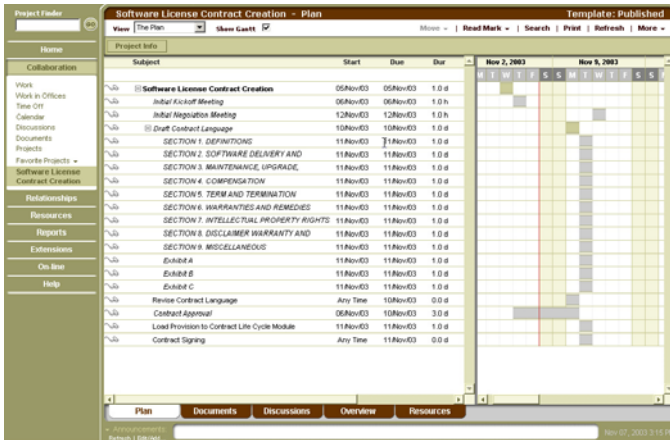 Project Finder
Software License Contract Creation - Plan
Template: Published
View The Plan Show Gantt
Move Read Mark Search Print Refresh More
Home
Collaboration
Work
Work in Offices
Time Off
Calendar
Discussions
Documents
Projects
Favorite Projects
Software License
Contract Creation
Relationships
Resources
Reports
Extensions
On-line
Help
Project Info
Subject Start Due Dur Nov 2, 2003 Nov 9, 2003
M T W T F S S M T W T F S S
Software License Contract Creation 05/Nov/03 05/Nov/03 1.0 d
Initial Kickoff Meeting 06/Nov/03 06/Nov/03 1.0 h
Initial Negotiation Meeting 12/Nov/03 12/Nov/03 1.0 h
Draft Contract Language 10/Nov/03 10/Nov/03 1.0 d
SECTION 1. DEFINITIONS 11/Nov/03 11/Nov/03 1.0 d
SECTION 2. SOFTWARE DELIVERY AND 11/Nov/03 11/Nov/03 1.0 d
SECTION 3. MAINTENANCE, UPGRADE, 11/Nov/03 11/Nov/03 1.0 d
SECTION 4. COMPENSATION 11/Nov/03 11/Nov/03 1.0 d
SECTION 5. TERM AND TERMINATION 11/Nov/03 11/Nov/03 1.0 d
SECTION 6. WARRANTIES AND REMEDIES 11/Nov/03 11/Nov/03 1.0 d
SECTION 7. INTELLECTUAL PROPERTY RIGHTS 11/Nov/03 11/Nov/03 1.0 d
SECTION 8. DISCLAIMER WARRANTY AND 11/Nov/03 11/Nov/03 1.0 d
SECTION 9. MISCELLANEOUS 11/Nov/03 11/Nov/03 1.0 d
Exhibit A 11/Nov/03 11/Nov/03 1.0 d
Exhibit B 11/Nov/03 11/Nov/03 1.0 d
Exhibit C 11/Nov/03 11/Nov/03 1.0 d
Revise Contract Language Any Time 10/Nov/03 0.0 d
Contract Approval 06/Nov/03 10/Nov/03 3.0 d
Load Provision to Contract Life Cycle Module 11/Nov/03 11/Nov/03 1.0 d
Contract Signing Any Time 11/Nov/03 0.0 d
Plan Documents Discussions Overview Resources
Announcements:
Nov 07, 2003 3:15